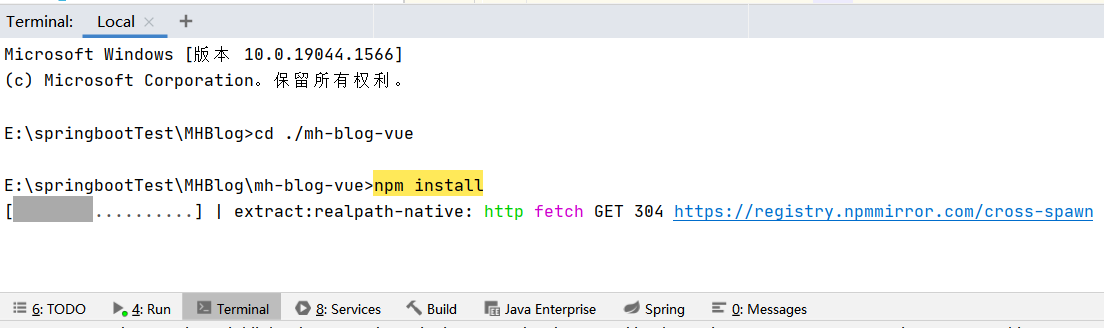 Terminal: Local × +
Microsoft Windows [版本 10.0.19044.1566]
(c) Microsoft Corporation。保留所有权利。
E:\springbootTest\MHBlog>cd ./mh-blog-vue
E:\springbootTest\MHBlog\mh-blog-vue>npm install
[ ..........] | extract:realpath-native: http fetch GET 304 https://registry.npmmirror.com/cross-spawn
6: TODO 4: Run Terminal 8: Services Build Java Enterprise Spring 0: Messages